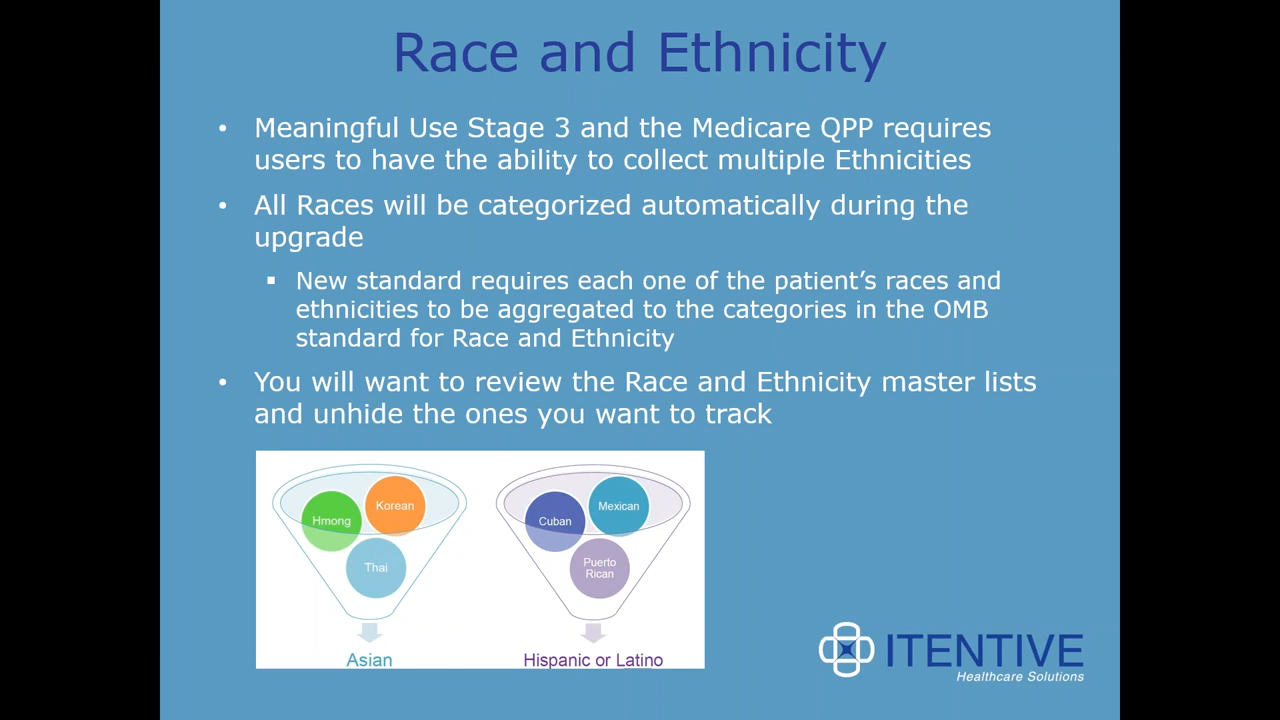 Race and Ethnicity
• Meaningful Use Stage 3 and the Medicare QPP requires
users to have the ability to collect multiple Ethnicities
• All Races will be categorized automatically during the
upgrade
▪ New standard requires each one of the patient’s races and
ethnicities to be aggregated to the categories in the OMB
standard for Race and Ethnicity
• You will want to review the Race and Ethnicity master lists
and unhide the ones you want to track
Hmong
Korean
Thai
Asian
Cuban
Mexican
Puerto
Rican
Hispanic or Latino
ITENTIVE
Healthcare Solutions